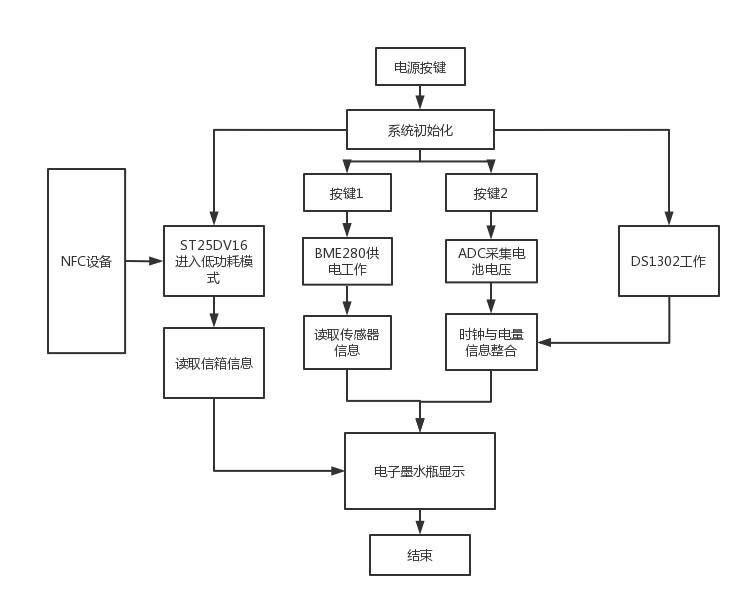 电源按键
系统初始化
按键1
按键2
NFC设备
ST25DV16
进入低功耗模
式
BME280供
电工作
ADC采集电
池电压
DS1302工作
读取信箱信息
读取传感器
信息
时钟与电量
信息整合
电子墨水瓶显示
结束